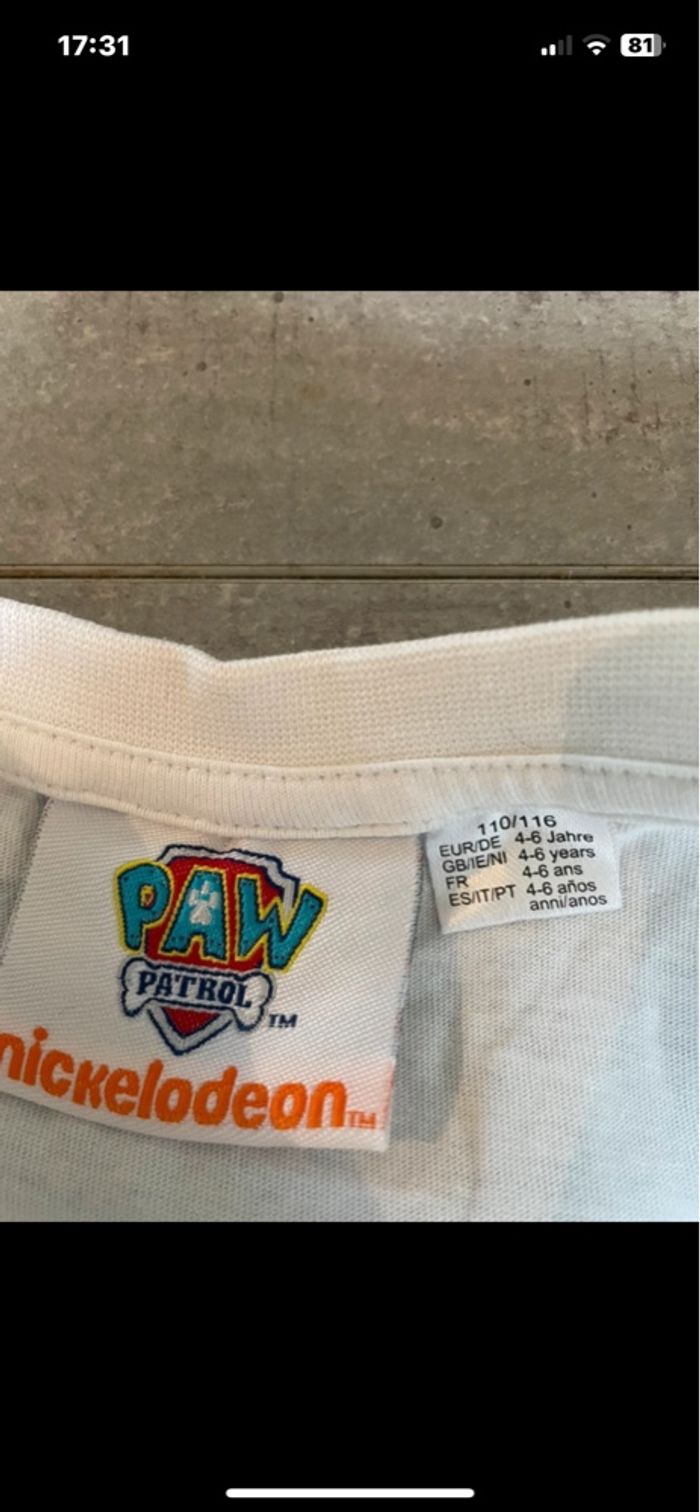 17:31
81
110/116
EUR/DE 4-6 Jahre
GB/IE/NI 4-6 years
FR 4-6 ans
ES/IT/PT 4-6 años
anni/anos
PAW
PATROL
TM
nickelodeon TM